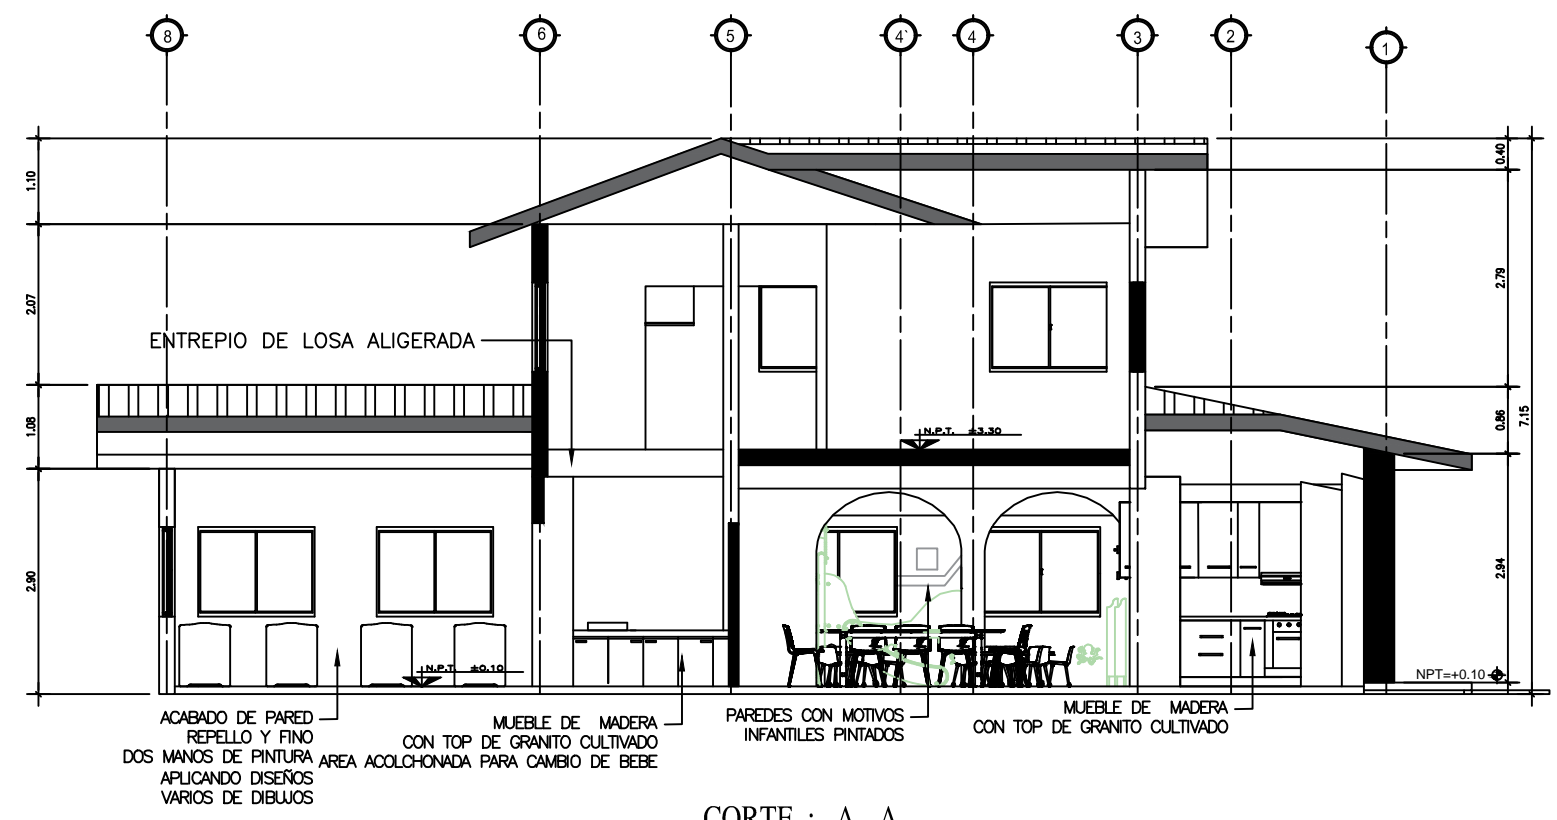 8
6
5
4`
4
3
2
1
1.10
2.07
1.08
2.90
0.40
2.79
0.86
2.94
7.15
ENTREPIO DE LOSA ALIGERADA
N.P.T. ±3.30
N.P.T. ±0.10
NPT=+0.10
ACABADO DE PARED
REPELLO Y FINO
DOS MANOS DE PINTURA
APLICANDO DISEÑOS
VARIOS DE DIBUJOS
MUEBLE DE MADERA
CON TOP DE GRANITO CULTIVADO
AREA ACOLCHONADA PARA CAMBIO DE BEBE
PAREDES CON MOTIVOS
INFANTILES PINTADOS
MUEBLE DE MADERA
CON TOP DE GRANITO CULTIVADO
CORTE : A - A